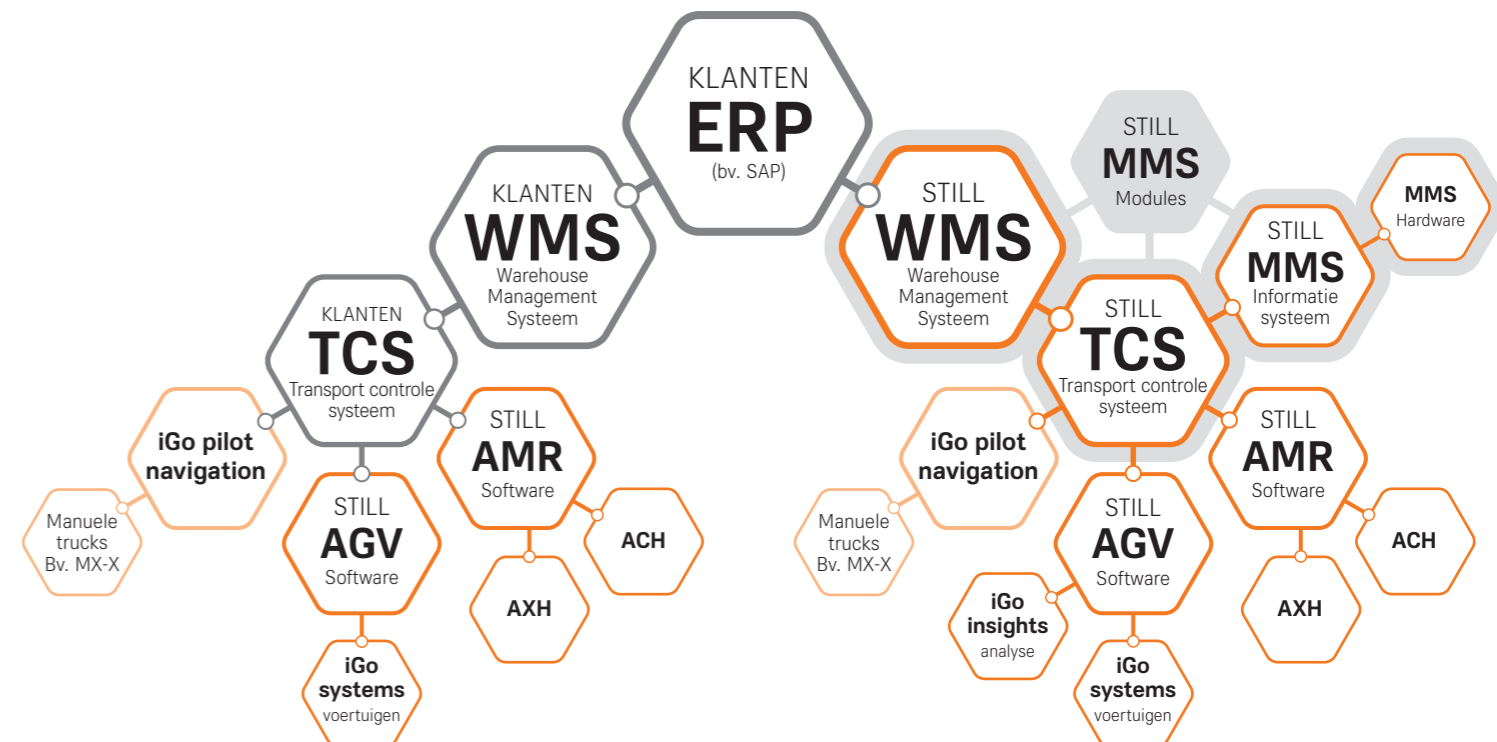 KLANTEN
ERP
(bv. SAP)
KLANTEN
WMS
Warehouse
Management
Systeem
STILL
WMS
Warehouse
Management
Systeem
STILL
MMS
Modules
MMS
Hardware
STILL
MMS
Informatie
systeem
KLANTEN
TCS
Transport controle
systeem
STILL
TCS
Transport controle
systeem
iGo pilot
navigation
STILL
AMR
Software
Manuele
trucks
Bv. MX-X
STILL
AGV
Software
ACH
AXH
iGo
systems
voertuigen
iGo pilot
navigation
STILL
AMR
Software
Manuele
trucks
Bv. MX-X
STILL
AGV
Software
ACH
AXH
iGo
insights
analyse
iGo
systems
voertuigen